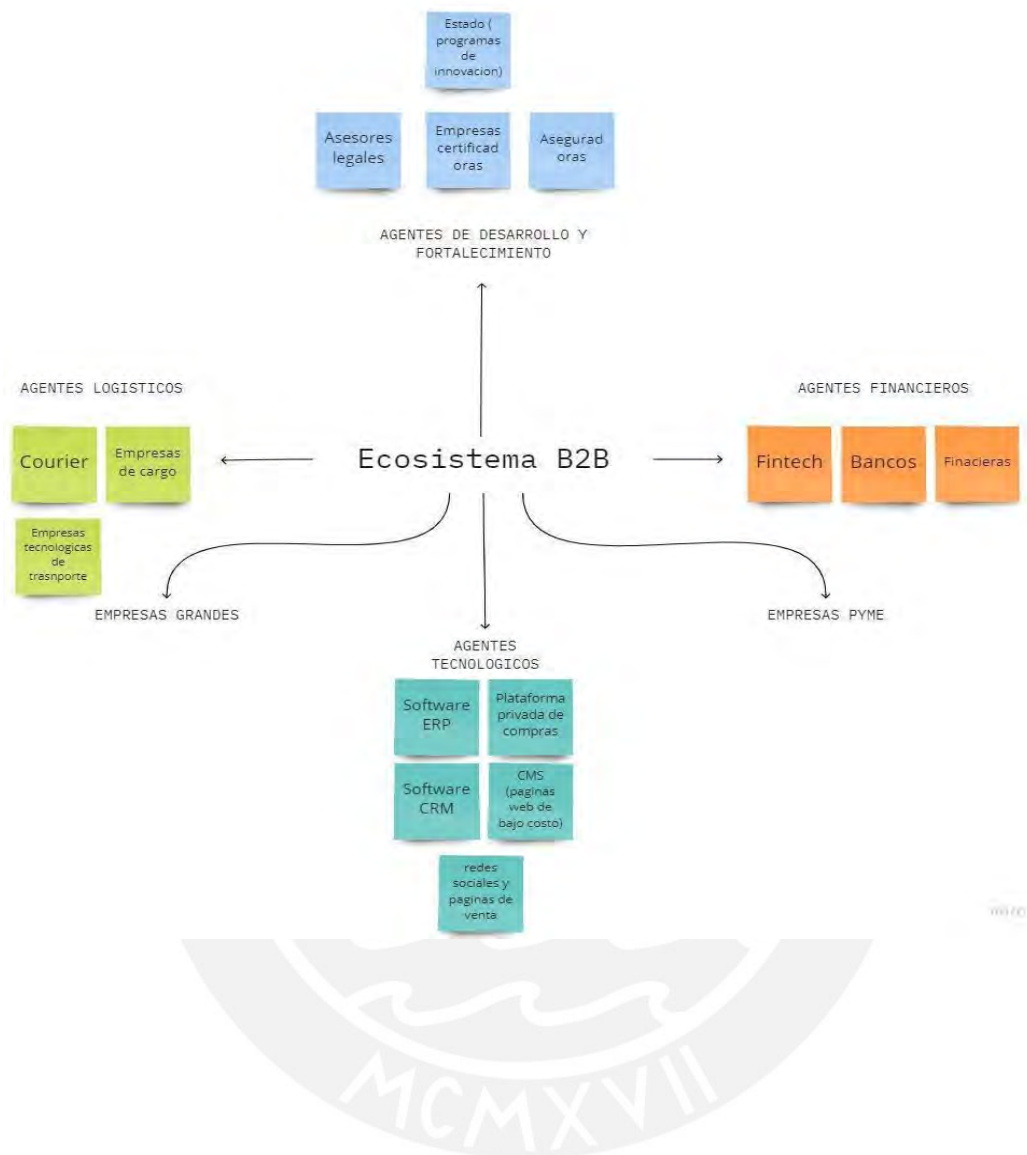 Estado (
programas
de
innovacion)
Asesores
legales
Empresas
certificad
oras
Asegurad
oras
AGENTES DE DESARROLLO Y
FORTALECIMIENTO
AGENTES LOGISTICOS
Courier
Empresas
de cargo
Empresas
tecnologicas
de
trasnporte
Ecosistema B2B
AGENTES FINANCIEROS
Fintech
Bancos
Finacieras
EMPRESAS GRANDES
EMPRESAS PYME
AGENTES
TECNOLOGICOS
Software
ERP
Plataforma
privada de
compras
Software
CRM
CMS
(paginas
web de
bajo costo)
redes
sociales y
paginas de
venta
miro
MCMXVII